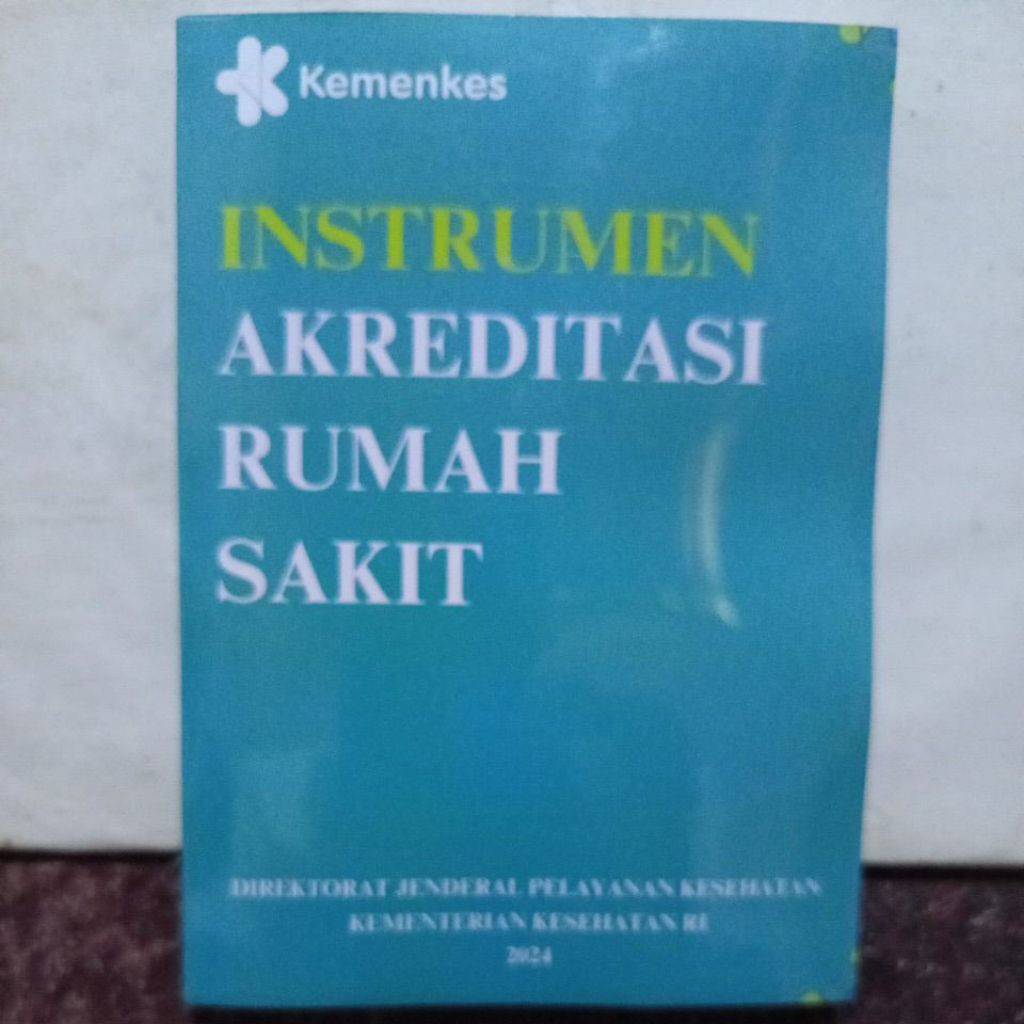 Kemenkes
INSTRUMEN
AKREDITASI
RUMAH
SAKIT
DIREKTORAT JENDERAL PELAYANAN KESEHATAN
KEMENTERIAN KESEHATAN RI
2024